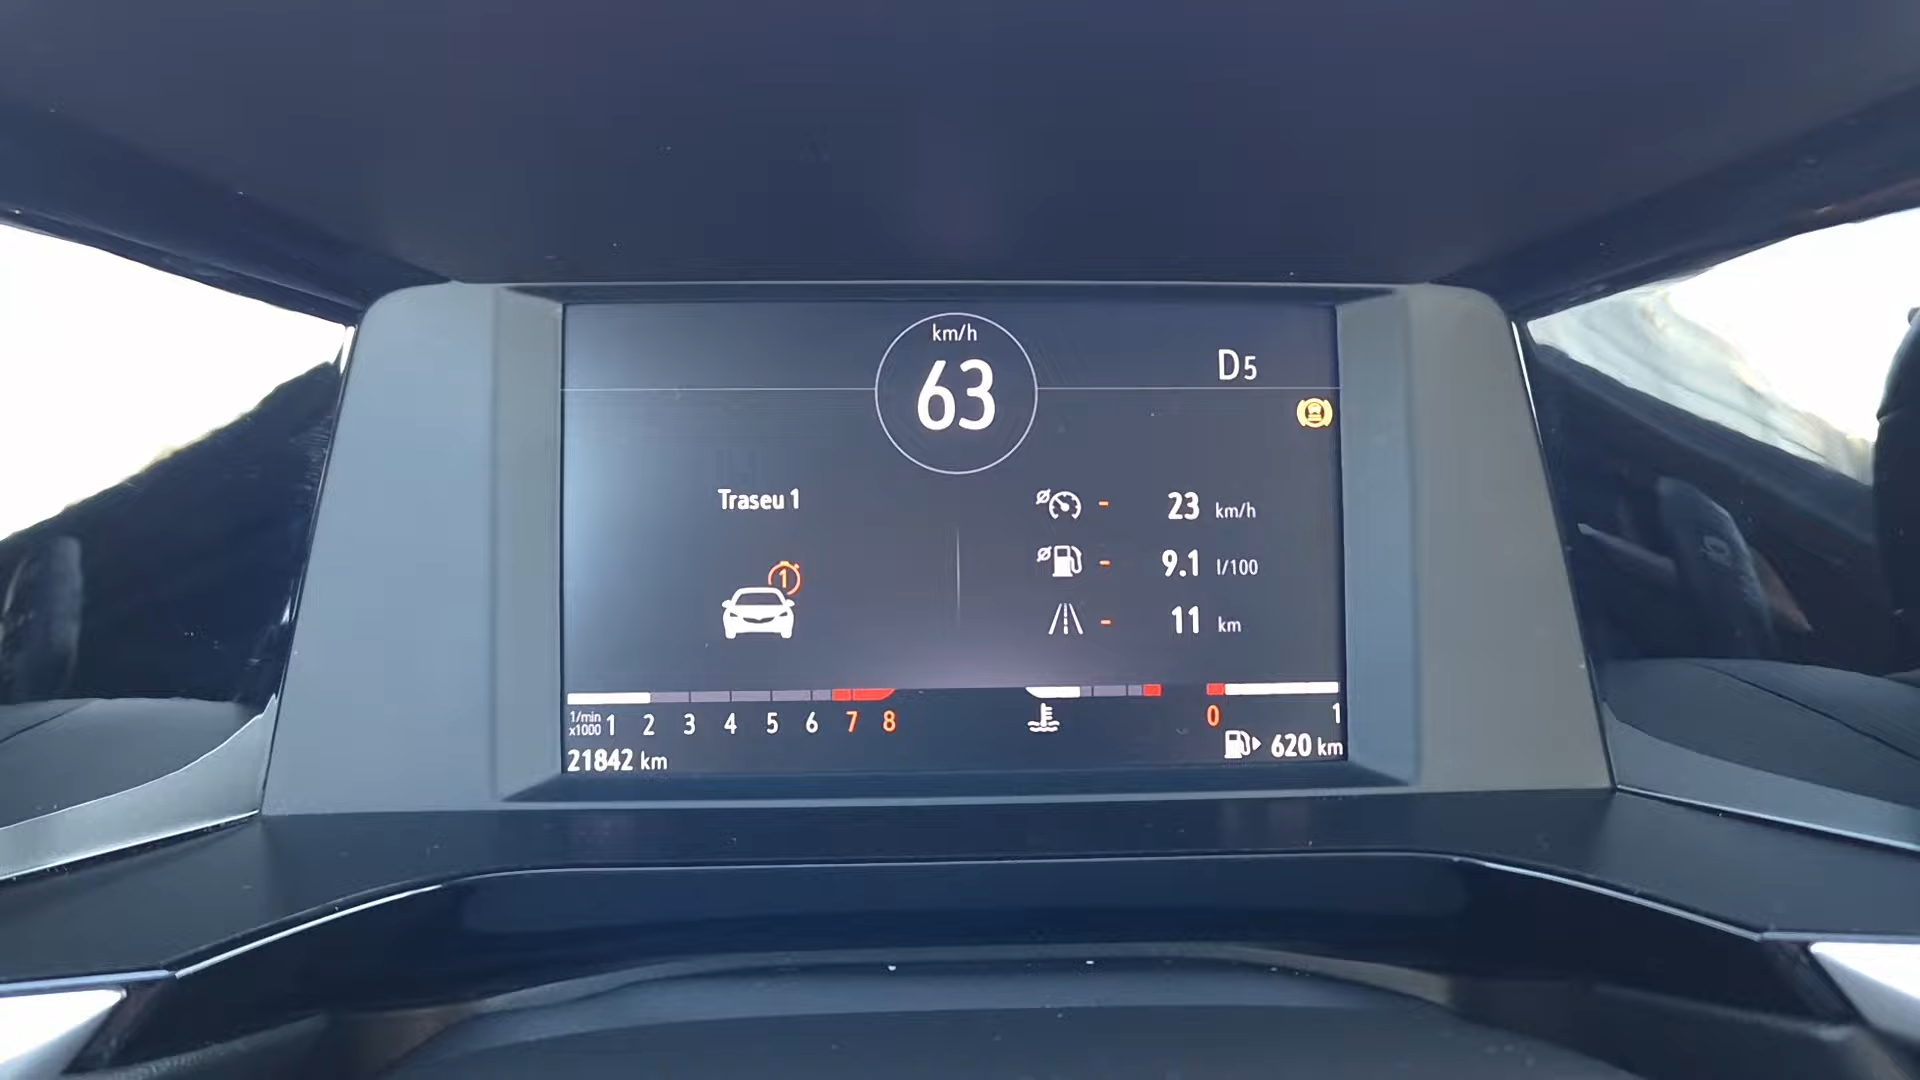 km/h
63
D5
Traseu 1
1
23 km/h
9.1 l/100
11 km
1/min
x1000 1 2 3 4 5 6 7 8
0 1
21842 km
620 km